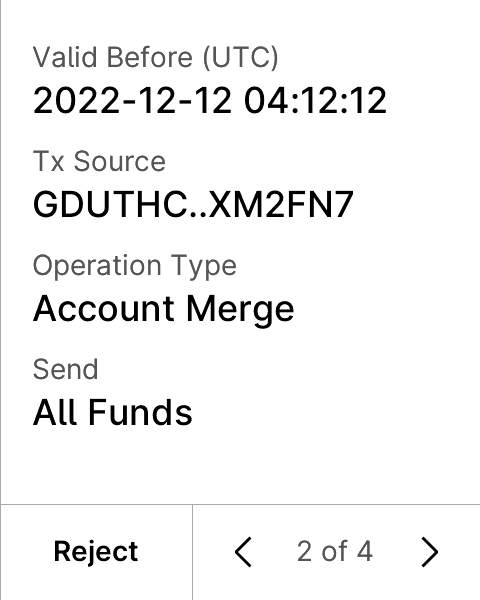 Valid Before (UTC)
2022-12-12 04:12:12
Tx Source
GDUTHC..XM2FN7
Operation Type
Account Merge
Send
All Funds
Reject
2 of 4